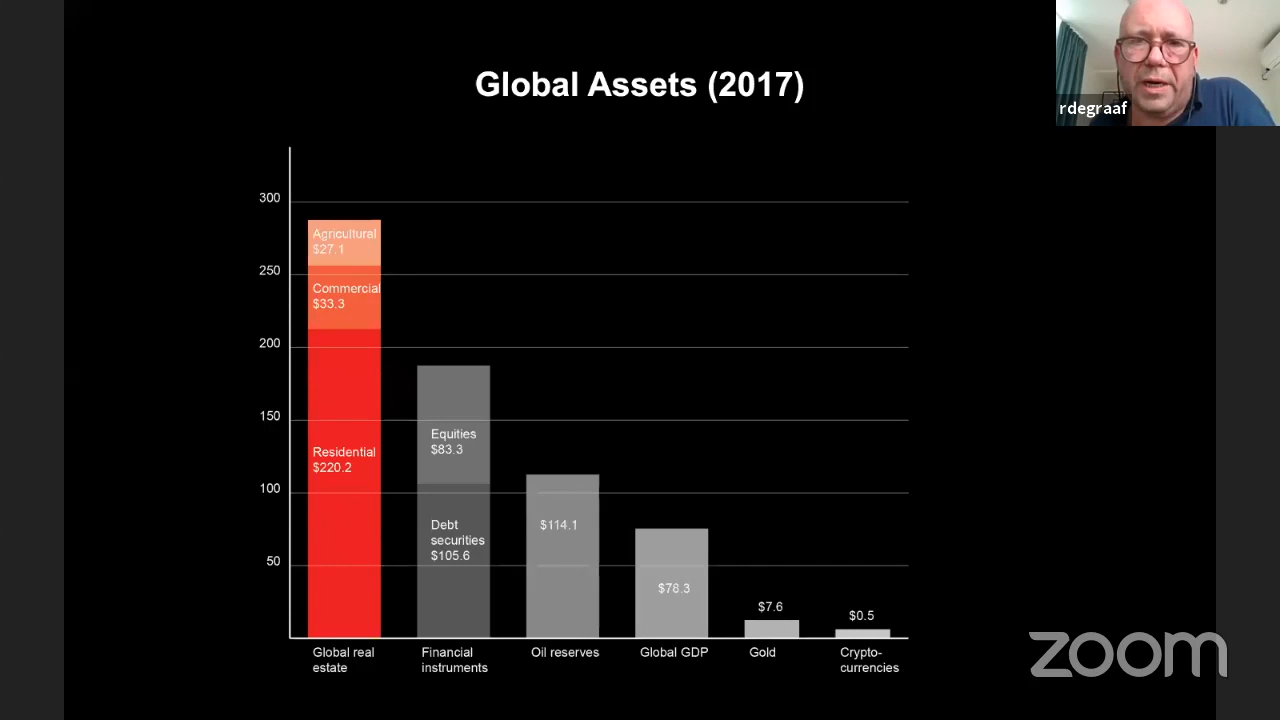 Global Assets (2017)
rdegraaf
300
250
200
150
100
50
Agricultural
$27.1
Commercial
$33.3
Residential
$220.2
Equities
$83.3
Debt
securities
$105.6
$114.1
$78.3
$7.6
$0.5
Global real
estate
Financial
instruments
Oil reserves
Global GDP
Gold
Crypto-
currencies
zoom